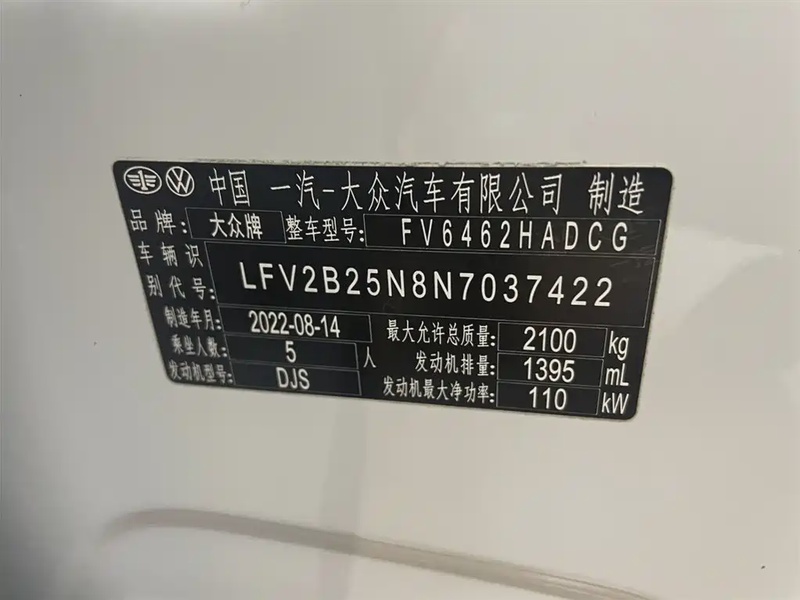 中国 一汽-大众汽车有限公司 制造
品牌: 大众牌 整车型号: FV6462HADCG
车辆识别代号: LFV2B25N8N7037422
制造年月: 2022-08-14 最大允许总质量: 2100 kg
乘坐人数: 5 人 发动机排量: 1395 mL
发动机型号: DJS 发动机最大净功率: 110 kW